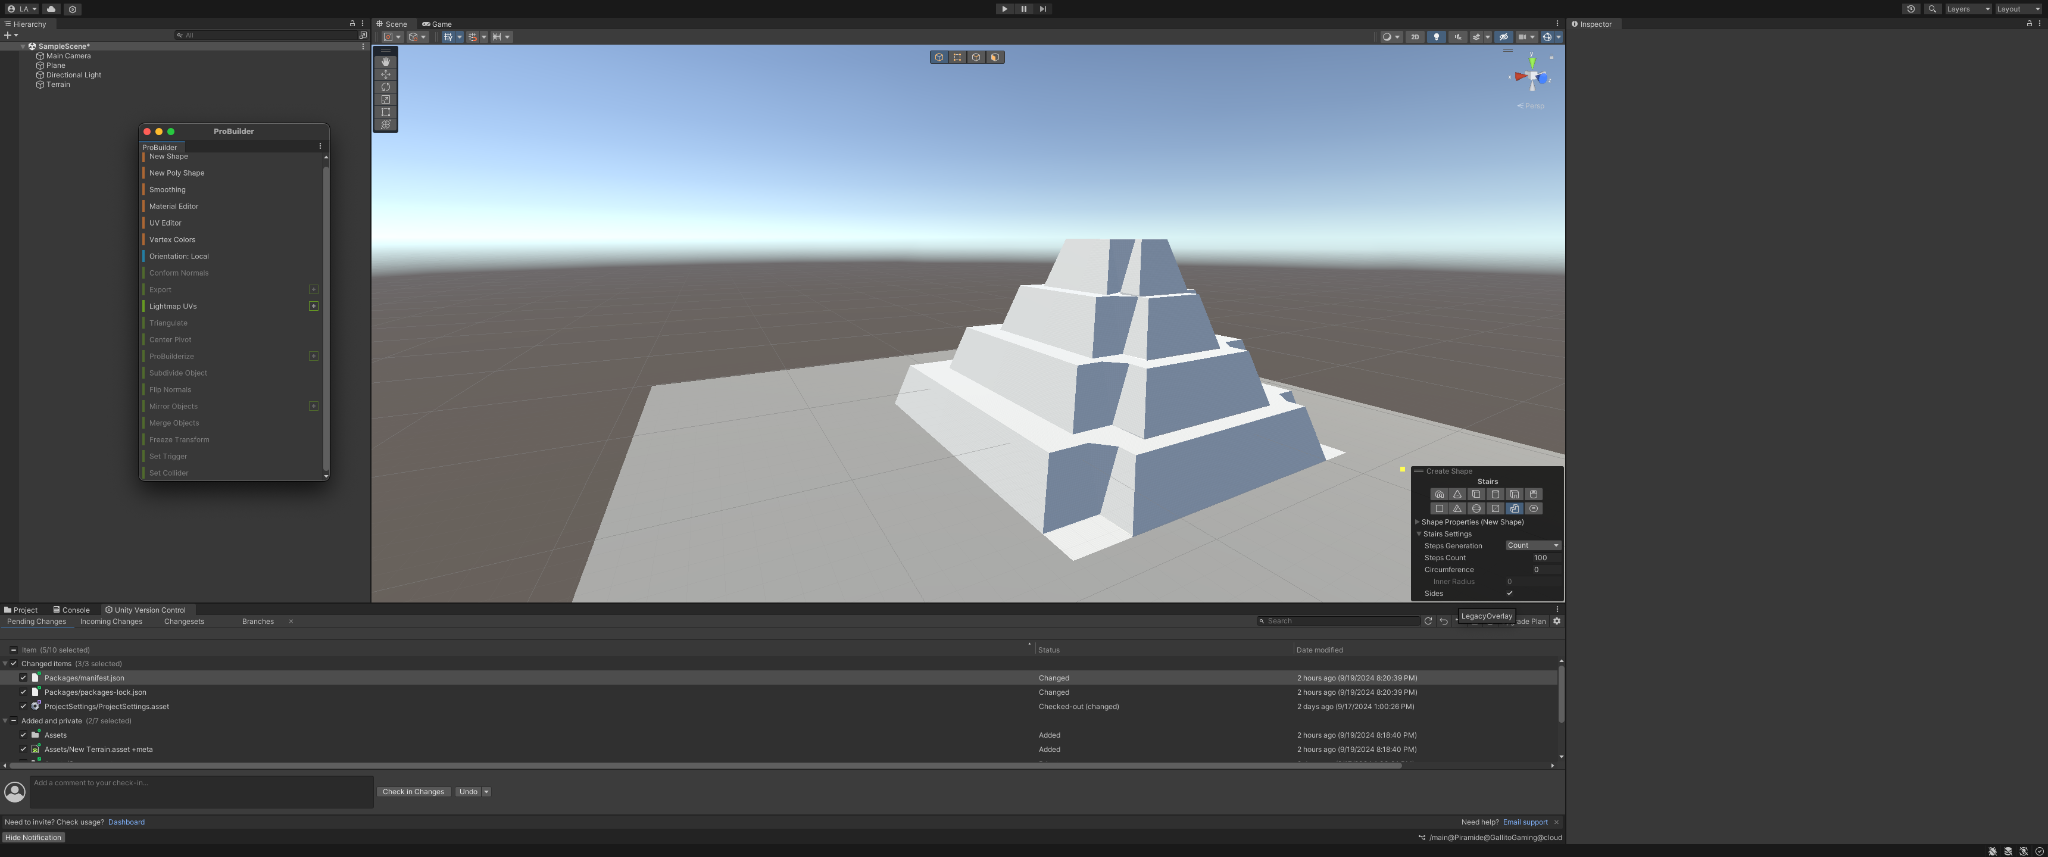 LA
Layers
Layout
Hierarchy
Scene
Game
Inspector
All
2D
SampleScene*
Main Camera
Plane
Directional Light
Terrain
Persp
ProBuilder
ProBuilder
New Shape
New Poly Shape
Smoothing
Material Editor
UV Editor
Vertex Colors
Orientation: Local
Conform Normals
Export
Lightmap UVs
Triangulate
Center Pivot
ProBuilderize
Subdivide Object
Flip Normals
Mirror Objects
Merge Objects
Freeze Transform
Set Trigger
Set Collider
Create Shape
Stairs
Shape Properties (New Shape)
Stairs Settings
Steps Generation Count
Steps Count 100
Circumference 0
Inner Radius 0
Sides
LegacyOverlay
Project
Console
Unity Version Control
Pending Changes
Incoming Changes
Changesets
Branches
Search
Plan
Item (5/10 selected)
Status
Date modified
Changed items (3/3 selected)
Packages/manifest.json Changed 2 hours ago (9/19/2024 8:20:39 PM)
Packages/packages-lock.json Changed 2 hours ago (9/19/2024 8:20:39 PM)
ProjectSettings/ProjectSettings.asset Checked-out (changed) 2 days ago (9/17/2024 1:00:26 PM)
Added and private (2/7 selected)
Assets Added 2 hours ago (9/19/2024 8:18:40 PM)
Assets/New Terrain.asset +meta Added 2 hours ago (9/19/2024 8:18:40 PM)
Add a comment to your check-in...
Check in Changes
Undo
Need to invite? Check usage? Dashboard
Need help? Email support
Hide Notification
/main@Piramide@GallitoGaming@cloud